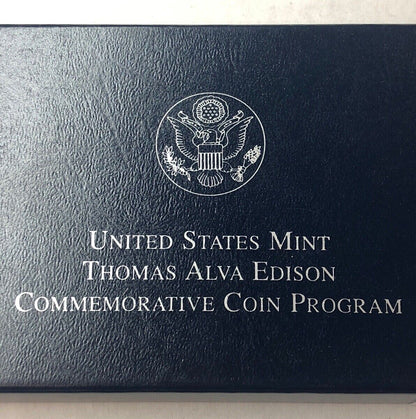 United States Mint
Thomas Alva Edison
Commemorative Coin Program